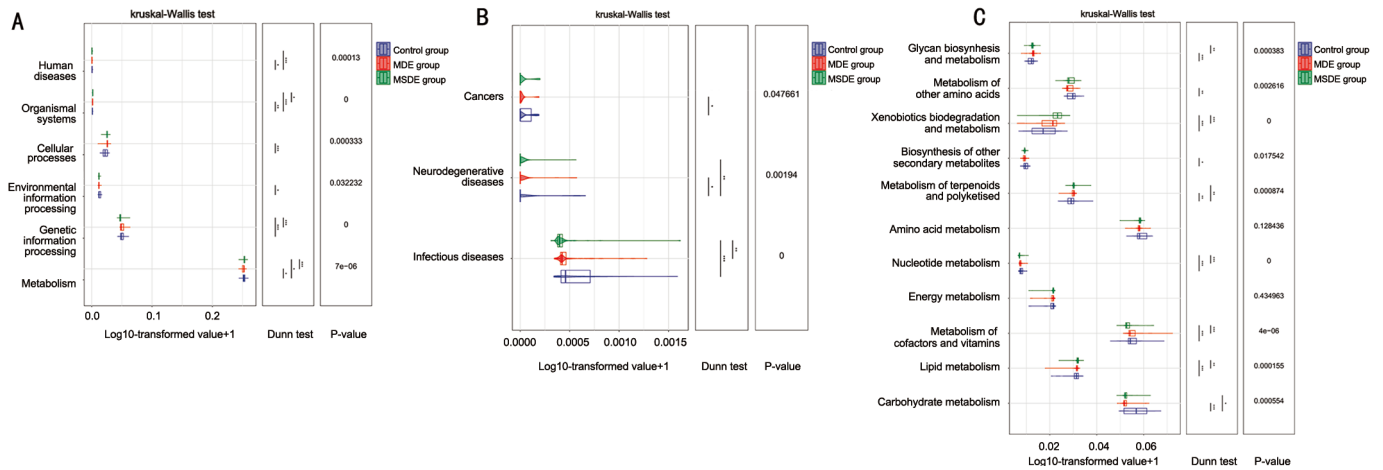 A
kruskal-Wallis test
Human
diseases
Organismal
systems
Cellular
processes
Environmental
information
processing
Genetic
information
processing
Metabolism
0.0
0.1
0.2
Log10-transformed value+1
Dunn test
P-value
0.00013
0
0.000333
0.032232
0
7e-06
Control group
MDE group
MSDE group
B
kruskal-Wallis test
Cancers
Neurodegenerative
diseases
Infectious diseases
0.0000
0.0005
0.0010
0.0015
Log10-transformed value+1
Dunn test
P-value
0.047661
0.00194
0
Control group
MDE group
MSDE group
C
kruskal-Wallis test
Glycan biosynhesis
and metabolism
Metabolism of
other amino acids
Xenobiotics biodegradation
and metabolism
Biosynthesis of other
secondary metabolites
Metabolism of terpenoids
and polyketised
Amino acid metabolism
Nucleotide metabolism
Energy metabolism
Metabolism of
cofactors and vitamins
Lipid metabolism
Carbohydrate metabolism
0.02
0.04
0.06
Log10-transformed value+1
Dunn test
P-value
0.000383
0.002616
0
0.017542
0.000874
0.128436
0
0.434963
4e-06
0.000155
0.000554
Control group
MDE group
MSDE group